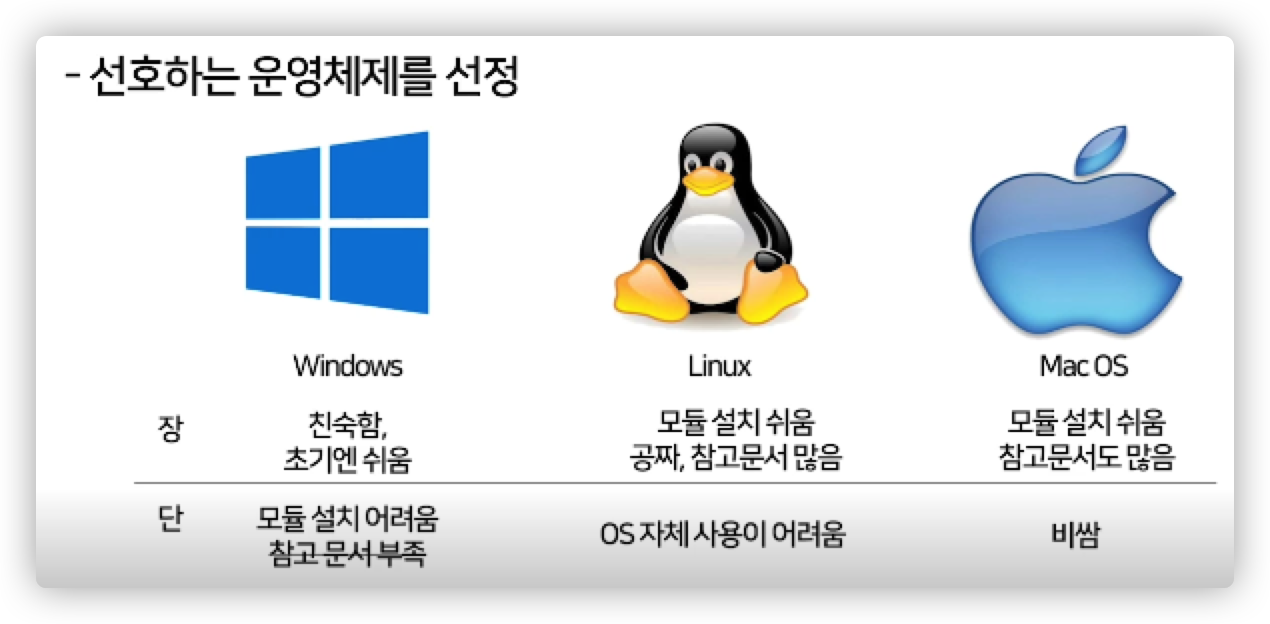 - 선호하는 운영체제를 선정
Windows
Linux
Mac OS
장
친숙함,
초기엔 쉬움
모듈 설치 쉬움
공짜, 참고문서 많음
모듈 설치 쉬움
참고문서도 많음
단
모듈 설치 어려움
참고 문서 부족
OS 자체 사용이 어려움
비쌈